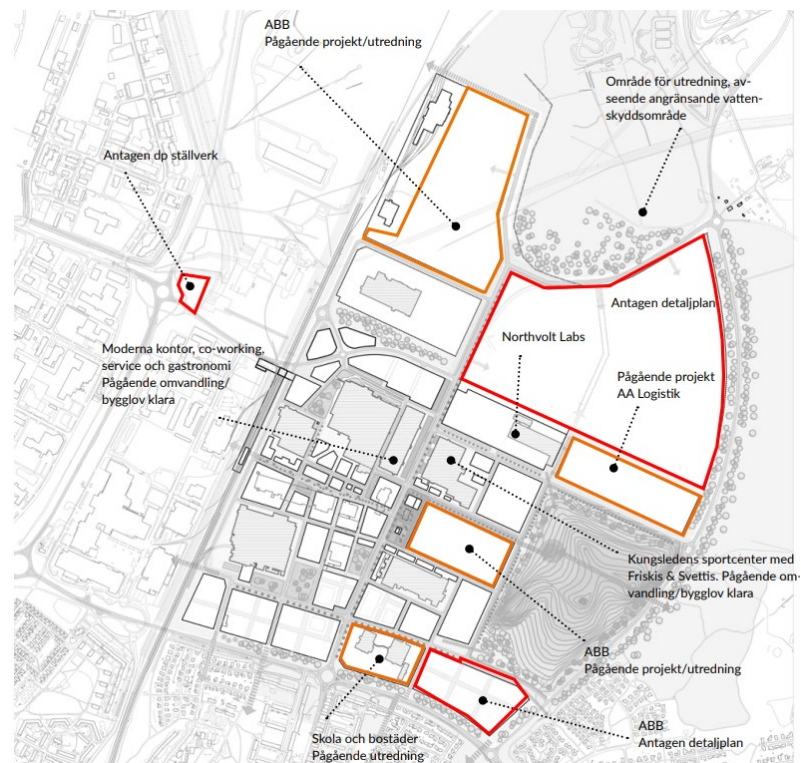 ABB
Pågående projekt/utredning
Område för utredning, av-
seende angränsande vatten-
skyddsområde
Antagen dp ställverk
Antagen detaljplan
Northvolt Labs
Moderna kontor, co-working,
service och gastronomi
Pågående omvandling/
bygglov klara
Pågående projekt
AA Logistik
Kungsledens sportcenter med
Friskis & Svettis. Pågående om-
vandling/bygglov klara
ABB
Pågående projekt/utredning
ABB
Antagen detaljplan
Skola och bostäder
Pågående utredning